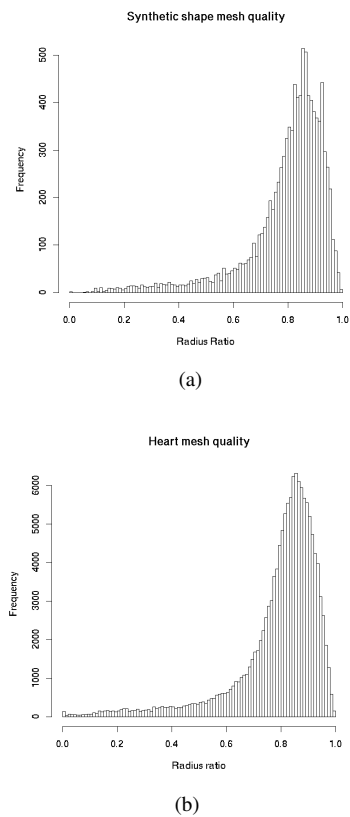 Synthetic shape mesh quality
500
400
300
200
100
0
Frequency
0.0 0.2 0.4 0.6 0.8 1.0
Radius Ratio
(a)
Heart mesh quality
6000
5000
4000
3000
2000
1000
0
Frequency
0.0 0.2 0.4 0.6 0.8 1.0
Radius ratio
(b)